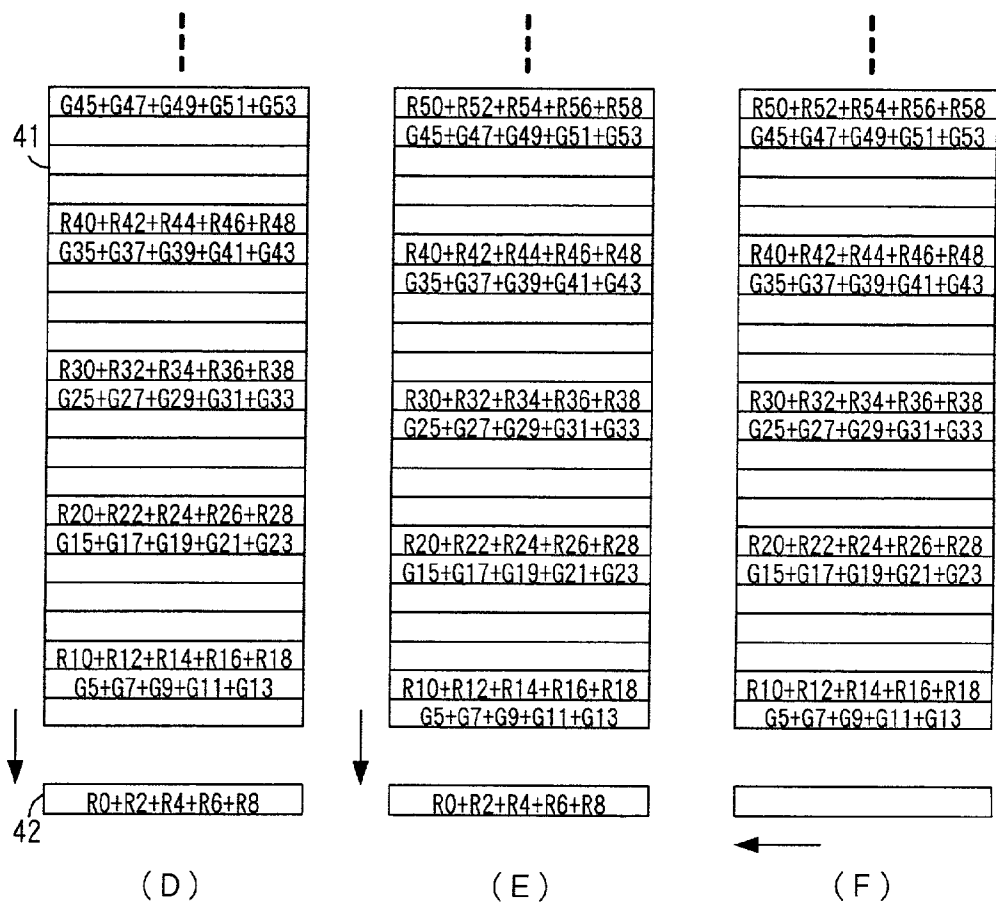 G45+G47+G49+G51+G53
41
R40+R42+R44+R46+R48
G35+G37+G39+G41+G43
R30+R32+R34+R36+R38
G25+G27+G29+G31+G33
R20+R22+R24+R26+R28
G15+G17+G19+G21+G23
R10+R12+R14+R16+R18
G5+G7+G9+G11+G13
R0+R2+R4+R6+R8
42
(D)
R50+R52+R54+R56+R58
G45+G47+G49+G51+G53
R40+R42+R44+R46+R48
G35+G37+G39+G41+G43
R30+R32+R34+R36+R38
G25+G27+G29+G31+G33
R20+R22+R24+R26+R28
G15+G17+G19+G21+G23
R10+R12+R14+R16+R18
G5+G7+G9+G11+G13
R0+R2+R4+R6+R8
(E)
R50+R52+R54+R56+R58
G45+G47+G49+G51+G53
R40+R42+R44+R46+R48
G35+G37+G39+G41+G43
R30+R32+R34+R36+R38
G25+G27+G29+G31+G33
R20+R22+R24+R26+R28
G15+G17+G19+G21+G23
R10+R12+R14+R16+R18
G5+G7+G9+G11+G13
(F)